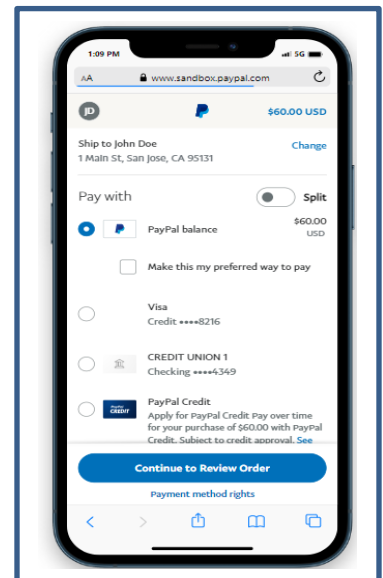 1:09 PM 5G
AA www.sandbox.paypal.com
JD $60.00 USD
Ship to John Doe Change
1 Main St, San Jose, CA 95131
Pay with Split
PayPal balance $60.00
USD
Make this my preferred way to pay
Visa
Credit ••••8216
CREDIT UNION 1
Checking ••••4349
PayPal Credit
PayPal
CREDIT
Apply for PayPal Credit Pay over time
for your purchase of $60.00 with PayPal
Credit. Subject to credit approval. See
Continue to Review Order
Payment method rights